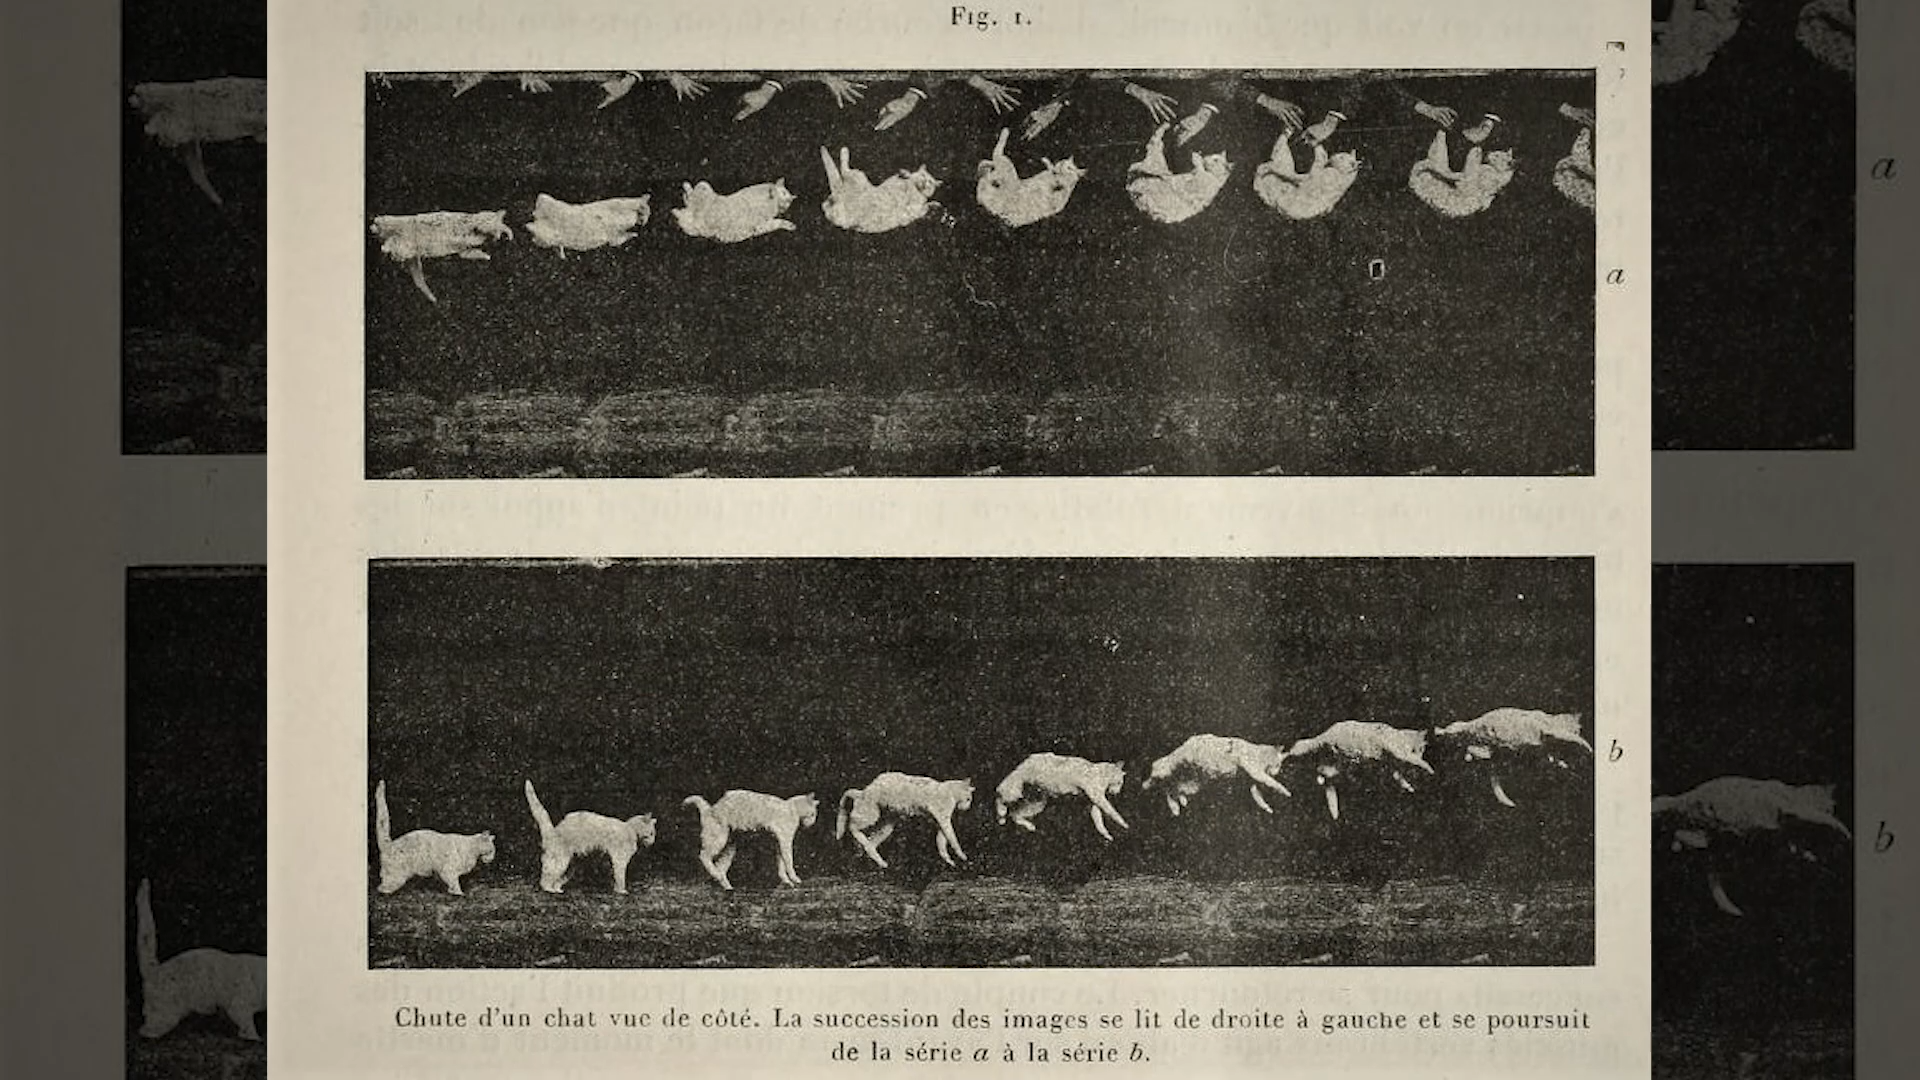 Fig. 1.
a
a
b
b
Chute d'un chat vue de côté. La succession des images se lit de droite à gauche et se poursuit
de la série a à la série b.